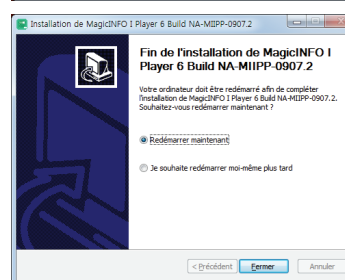 Installation de MagicINFO I Player 6 Build NA-MIIPP-0907.2
Fin de l'installation de MagicINFO I
Player 6 Build NA-MIIPP-0907.2
Votre ordinateur doit être redémarré afin de compléter
l'installation de MagicINFO I Player 6 Build NA-MIIPP-0907.2.
Souhaitez-vous redémarrer maintenant ?
Redémarrer maintenant
Je souhaite redémarrer moi-même plus tard
< Précédent Fermer Annuler